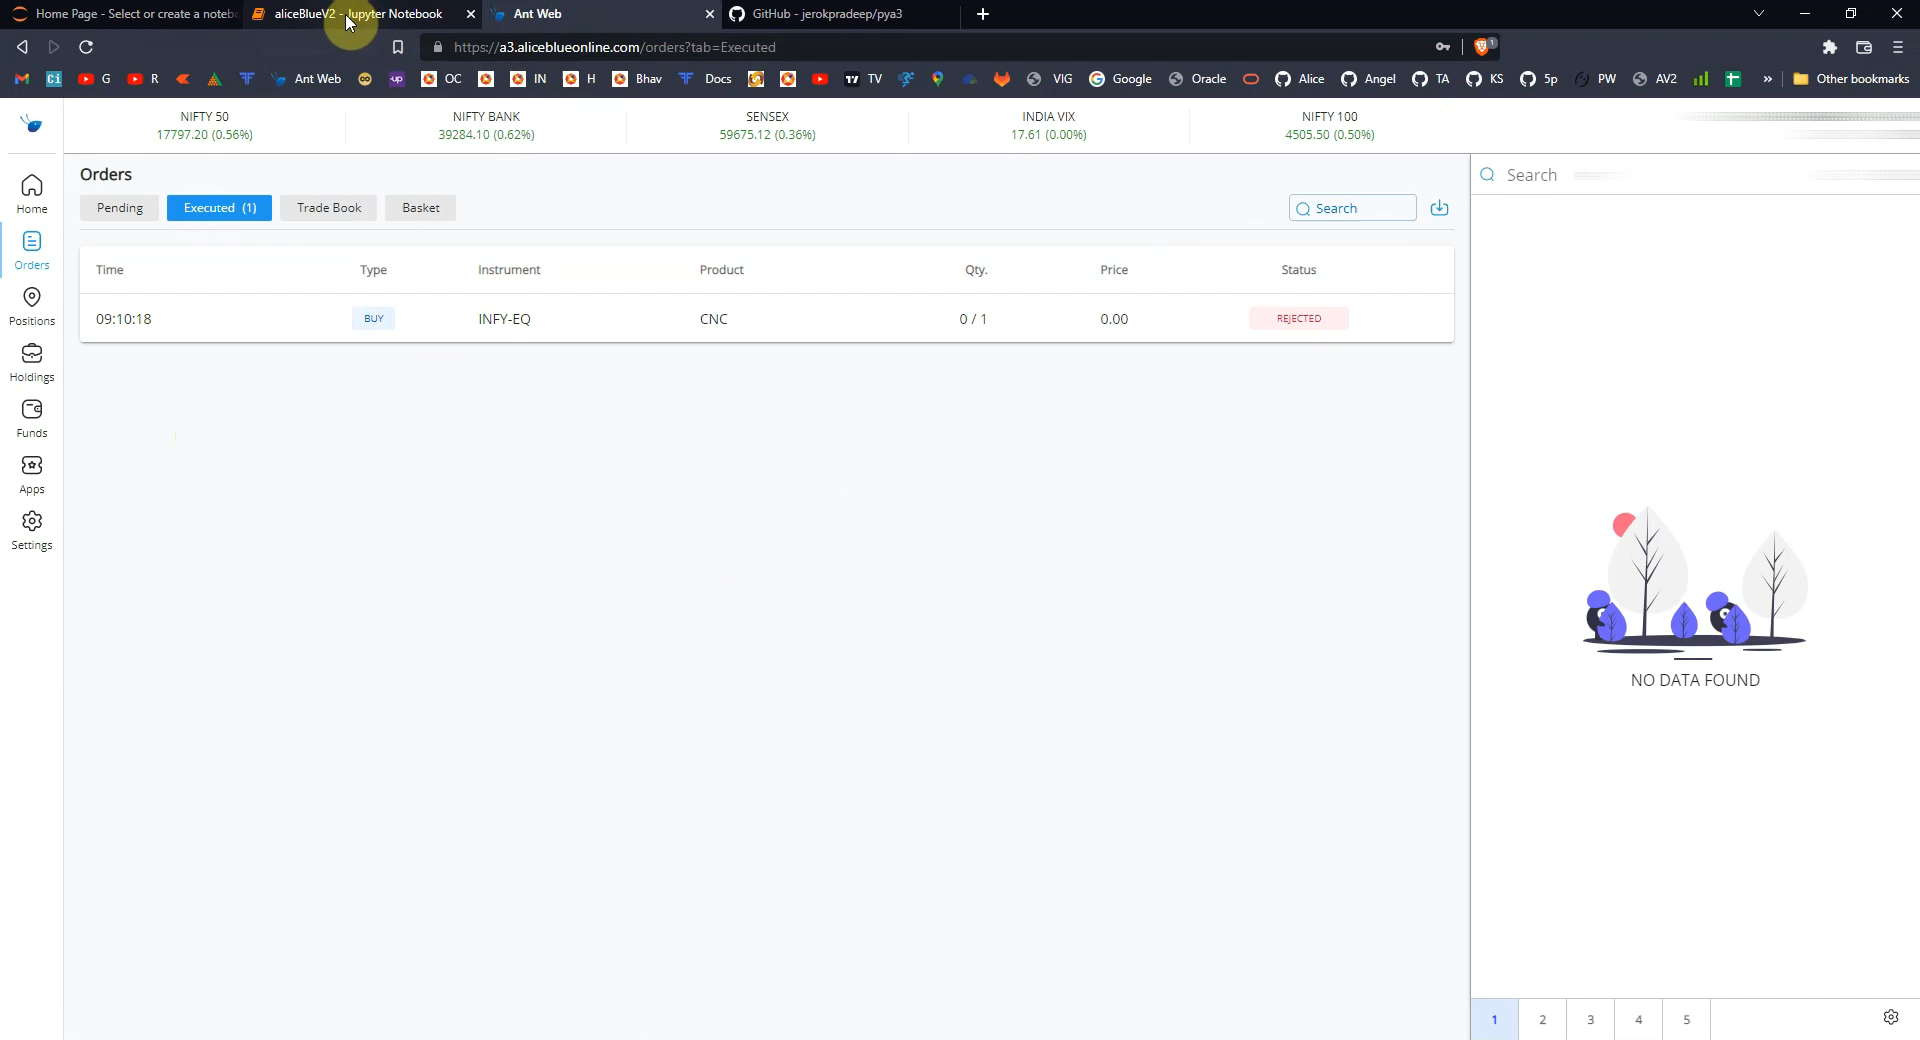 Home Page - Select or create a notebo
aliceBlueV2 - Jupyter Notebook
Ant Web
GitHub - jerokpradeep/pya3
https://a3.aliceblueonline.com/orders?tab=Executed
1
Ci
G
R
Ant Web
up
OC
IN
H
Bhav
Docs
TV
VIG
Google
Oracle
Alice
Angel
TA
KS
5p
PW
AV2
»
Other bookmarks
NIFTY 50
17797.20 (0.56%)
NIFTY BANK
39284.10 (0.62%)
SENSEX
59675.12 (0.36%)
INDIA VIX
17.61 (0.00%)
NIFTY 100
4505.50 (0.50%)
Home
Orders
Positions
Holdings
Funds
Apps
Settings
Orders
Pending
Executed (1)
Trade Book
Basket
Search
Time Type Instrument Product Qty. Price Status
09:10:18 BUY INFY-EQ CNC 0 / 1 0.00 REJECTED
Search
NO DATA FOUND
1 2 3 4 5